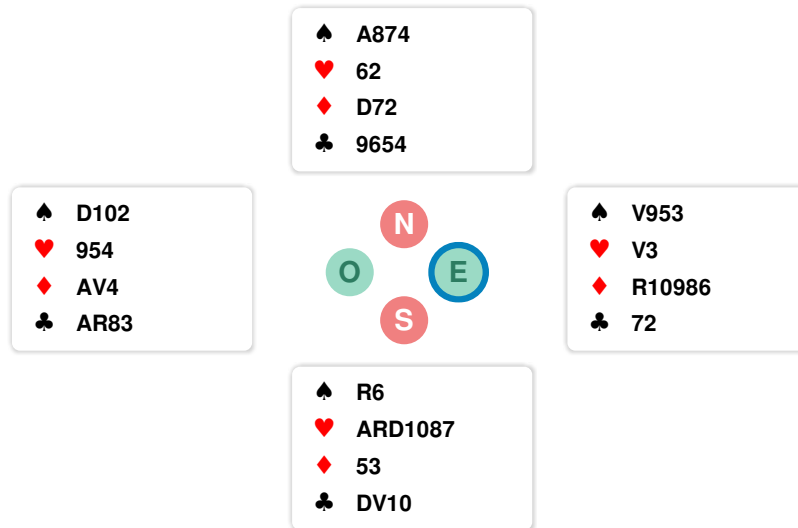 ♠ A874
♥ 62
♦ D72
♣ 9654
♠ D102
♥ 954
♦ AV4
♣ AR83
N
O
E
S
♠ V953
♥ V3
♦ R10986
♣ 72
♠ R6
♥ ARD1087
♦ 53
♣ DV10